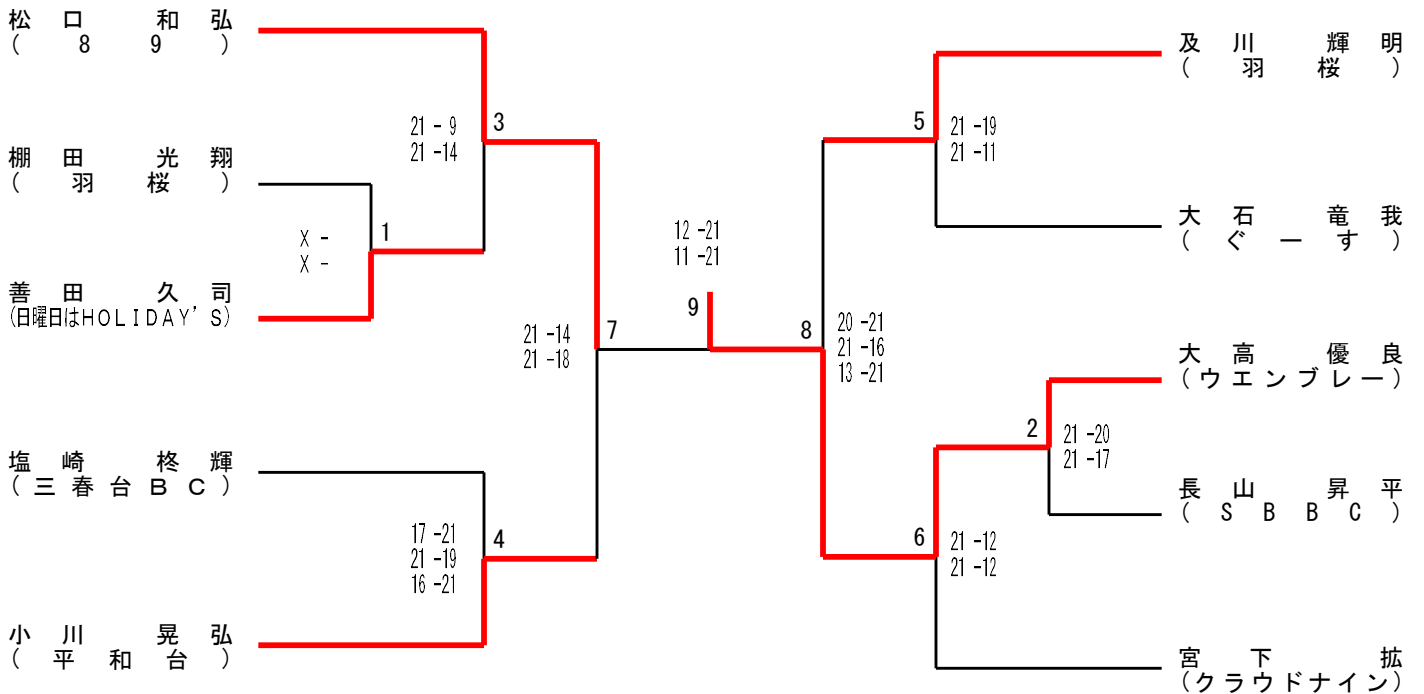 松口 和弘
(89)
21 - 9
21 -14
3
棚田 光翔
(羽桜)
X -
X -
1
善田 久司
(日曜日はHOLIDAY'S)
21 -14
21 -18
7
塩崎 柊輝
(三春台BC)
17 -21
21 -19
16 -21
4
小川 晃弘
(平和台)
12 -21
11 -21
9
及川 輝明
(羽桜)
5
21 -19
21 -11
大石 竜我
(ぐーす)
8
20 -21
21 -16
13 -21
大高 優良
(ウエンブレー)
2
21 -20
21 -17
長山 昇平
(SBBC)
6
21 -12
21 -12
宮下 拡
(クラウドナイン)